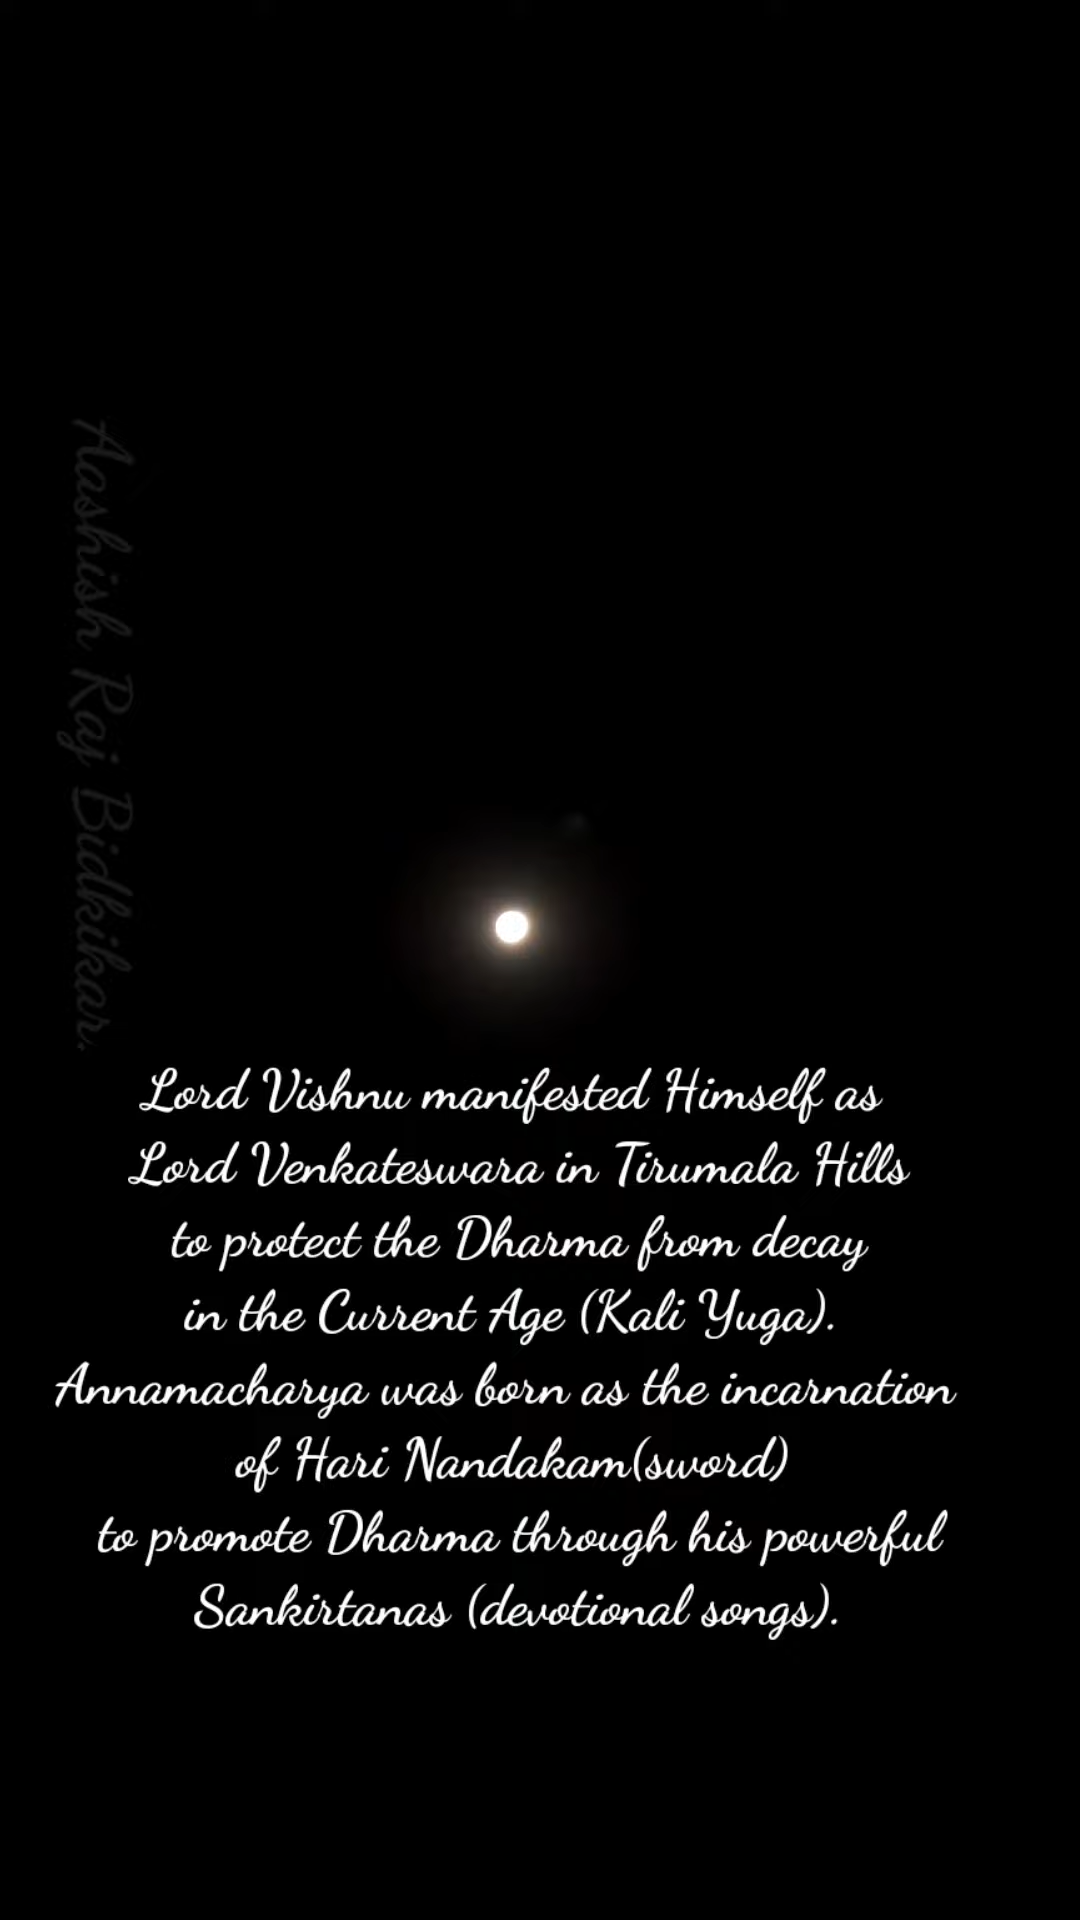 Aashish Raj Bidkikar.
Lord Vishnu manifested Himself as
Lord Venkateswara in Tirumala Hills
to protect the Dharma from decay
in the Current Age (Kali Yuga).
Annamacharya was born as the incarnation
of Hari Nandakam(sword)
to promote Dharma through his powerful
Sankirtanas (devotional songs).